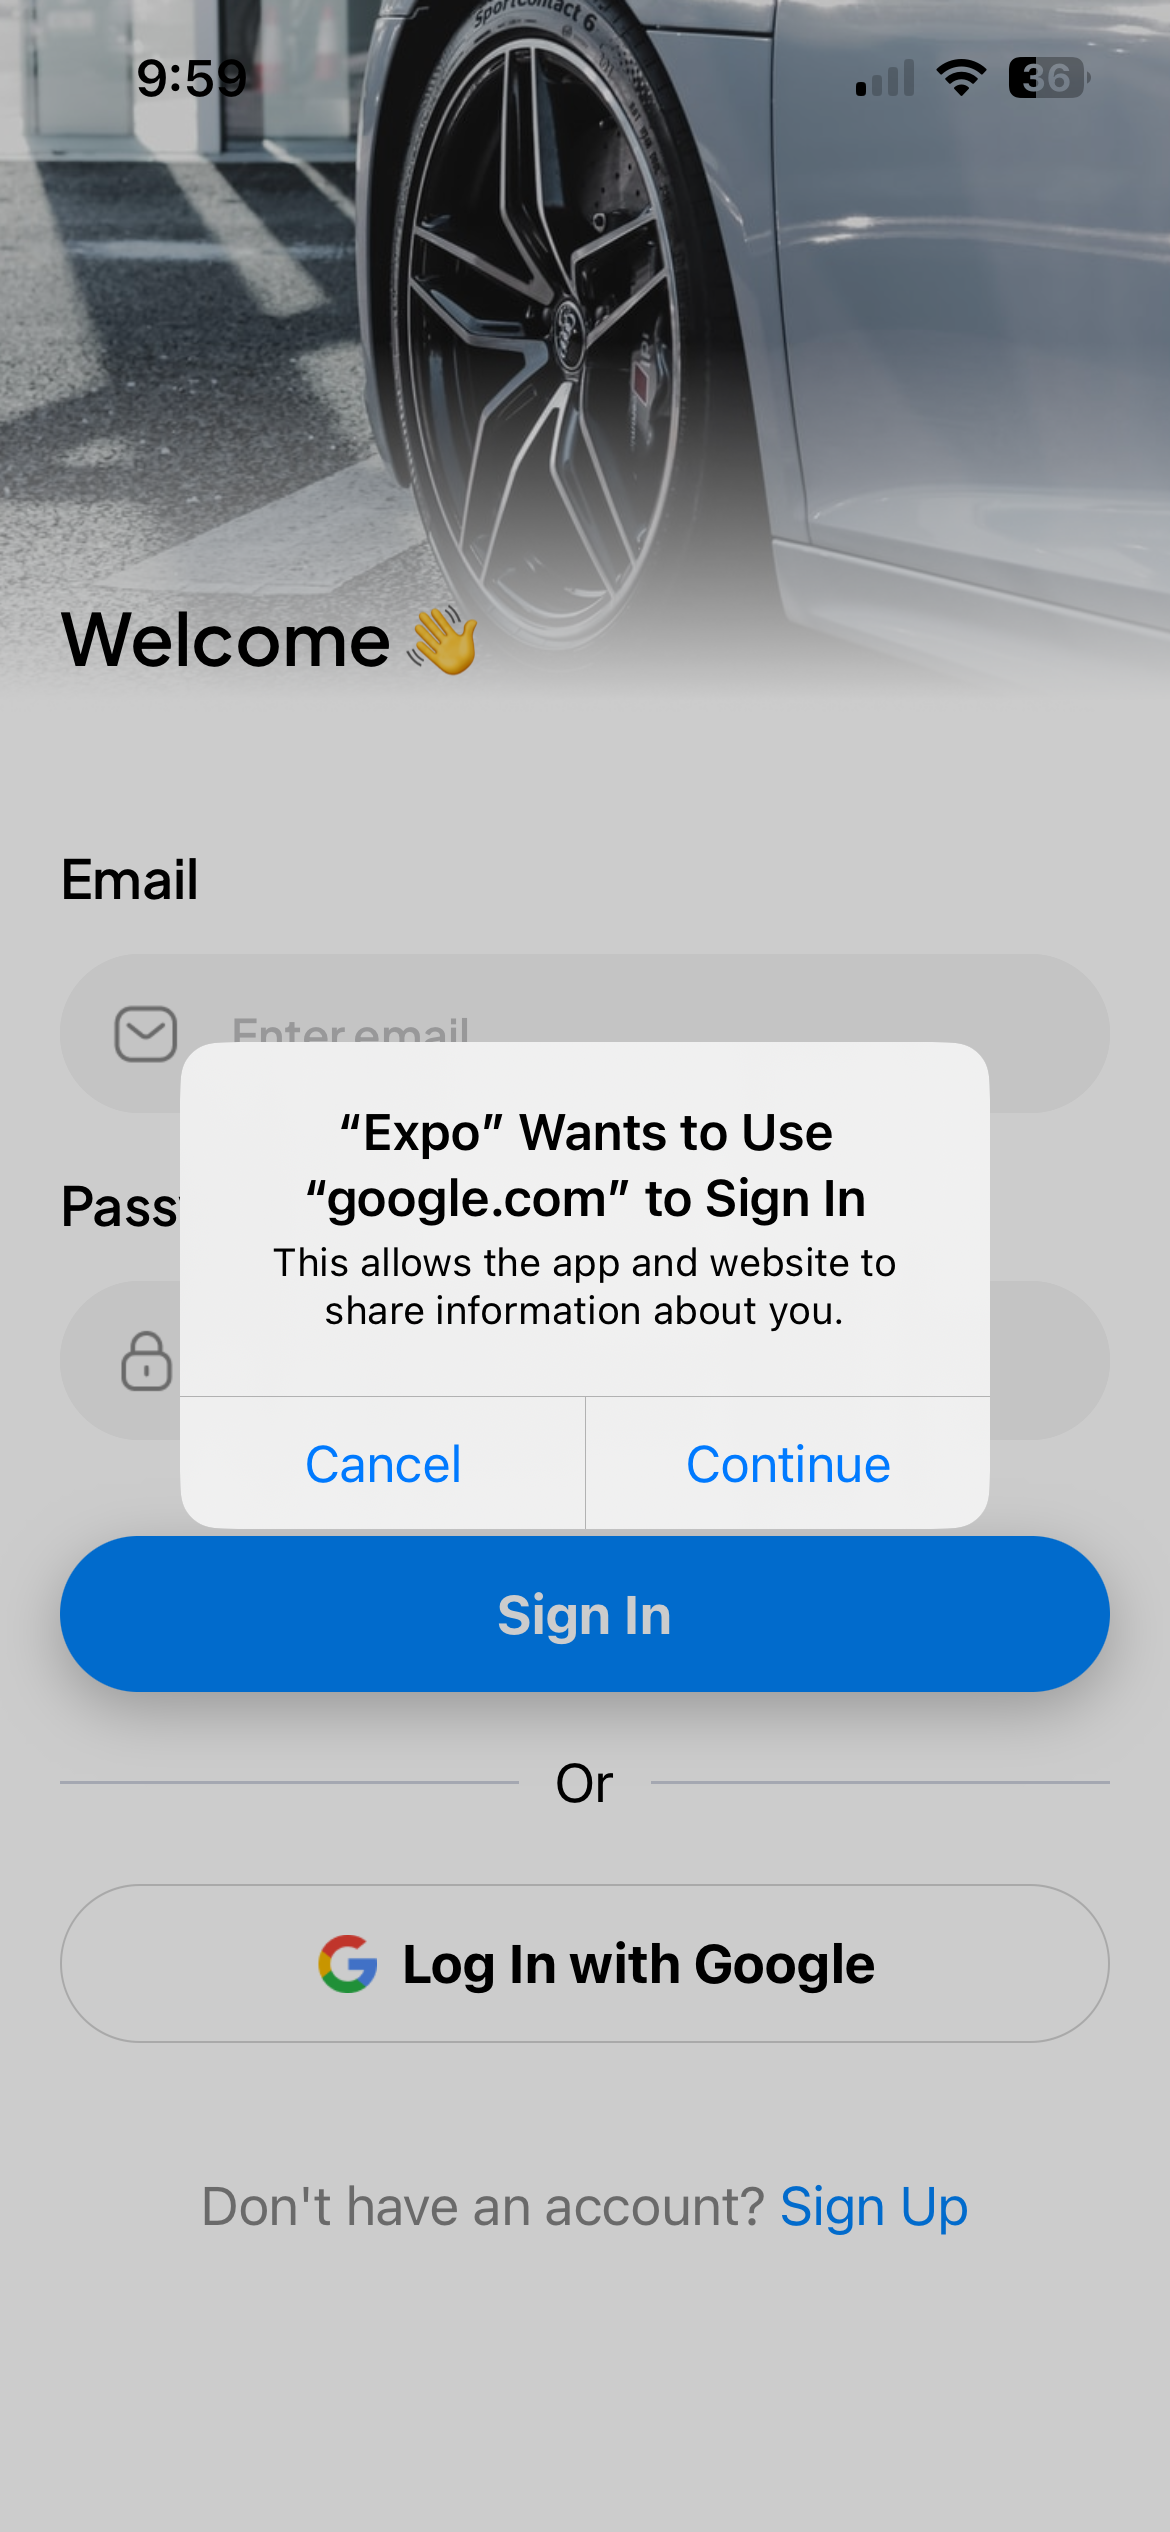 SportContact 6
9:59
36
Welcome 👋
Email
Enter email
“Expo” Wants to Use
“google.com” to Sign In
This allows the app and website to
share information about you.
Pass
Cancel
Continue
Sign In
Or
Log In with Google
Don't have an account? Sign Up